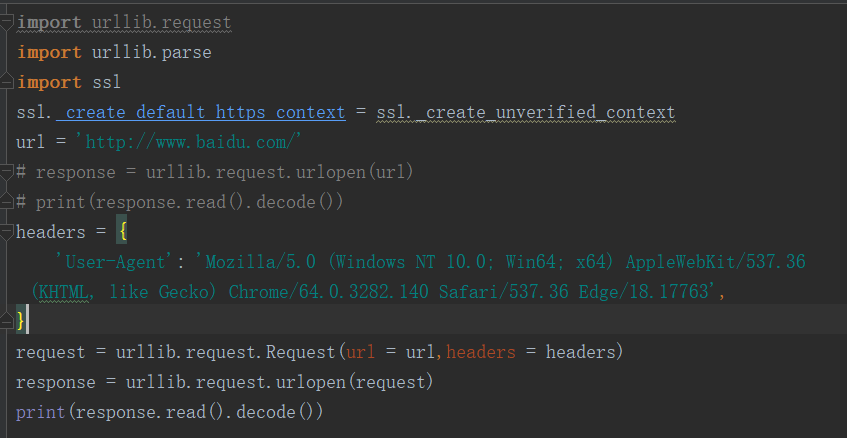 import urllib.request
import urllib.parse
import ssl
ssl._create_default_https_context = ssl._create_unverified_context
url = 'http://www.baidu.com/'
# response = urllib.request.urlopen(url)
# print(response.read().decode())
headers = {
'User-Agent': 'Mozilla/5.0 (Windows NT 10.0; Win64; x64) AppleWebKit/537.36
(KHTML, like Gecko) Chrome/64.0.3282.140 Safari/537.36 Edge/18.17763',
}
request = urllib.request.Request(url = url,headers = headers)
response = urllib.request.urlopen(request)
print(response.read().decode())